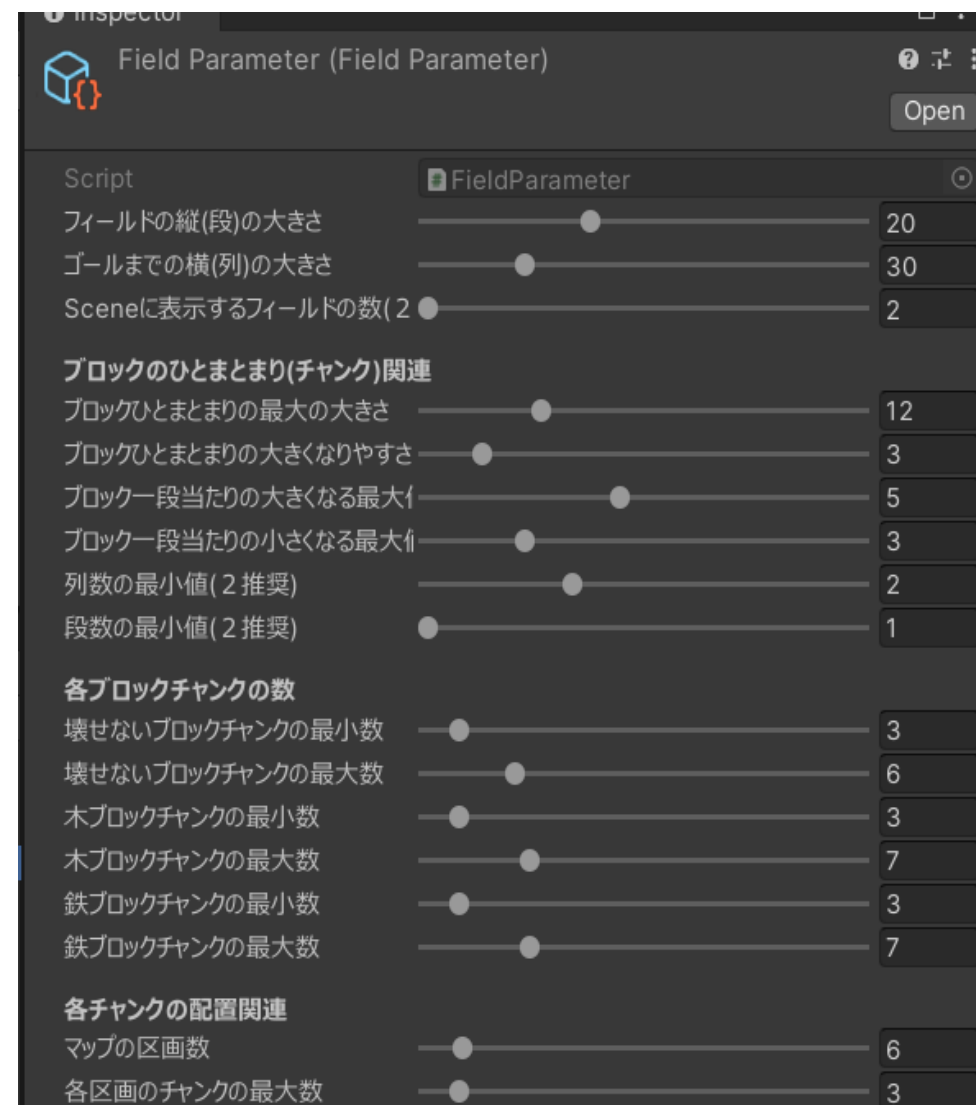 Inspector
Field Parameter (Field Parameter)
Open
Script FieldParameter
フィールドの縦(段)の大きさ 20
ゴールまでの横(列)の大きさ 30
Sceneに表示するフィールドの数(2 2
ブロックのひとまとまり(チャンク)関連
ブロックひとまとまりの最大の大きさ 12
ブロックひとまとまりの大きくなりやすさ 3
ブロック一段当たりの大きくなる最大 5
ブロック一段当たりの小さくなる最大 3
列数の最小値(２推奨) 2
段数の最小値(２推奨) 1
各ブロックチャンクの数
壊せないブロックチャンクの最小数 3
壊せないブロックチャンクの最大数 6
木ブロックチャンクの最小数 3
木ブロックチャンクの最大数 7
鉄ブロックチャンクの最小数 3
鉄ブロックチャンクの最大数 7
各チャンクの配置関連
マップの区画数 6
各区画のチャンクの最大数 3